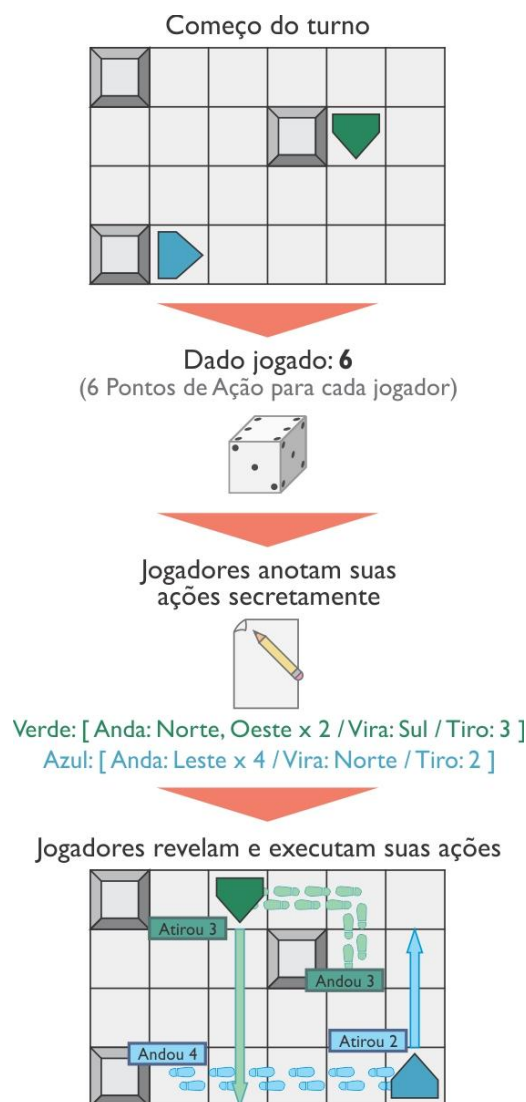 Começo do turno
Dado jogado: 6
(6 Pontos de Ação para cada jogador)
Jogadores anotam suas
ações secretamente
Verde: [ Anda: Norte, Oeste x 2 / Vira: Sul / Tiro: 3 ]
Azul: [ Anda: Leste x 4 / Vira: Norte / Tiro: 2 ]
Jogadores revelam e executam suas ações
Atirou 3
Andou 3
Atirou 2
Andou 4